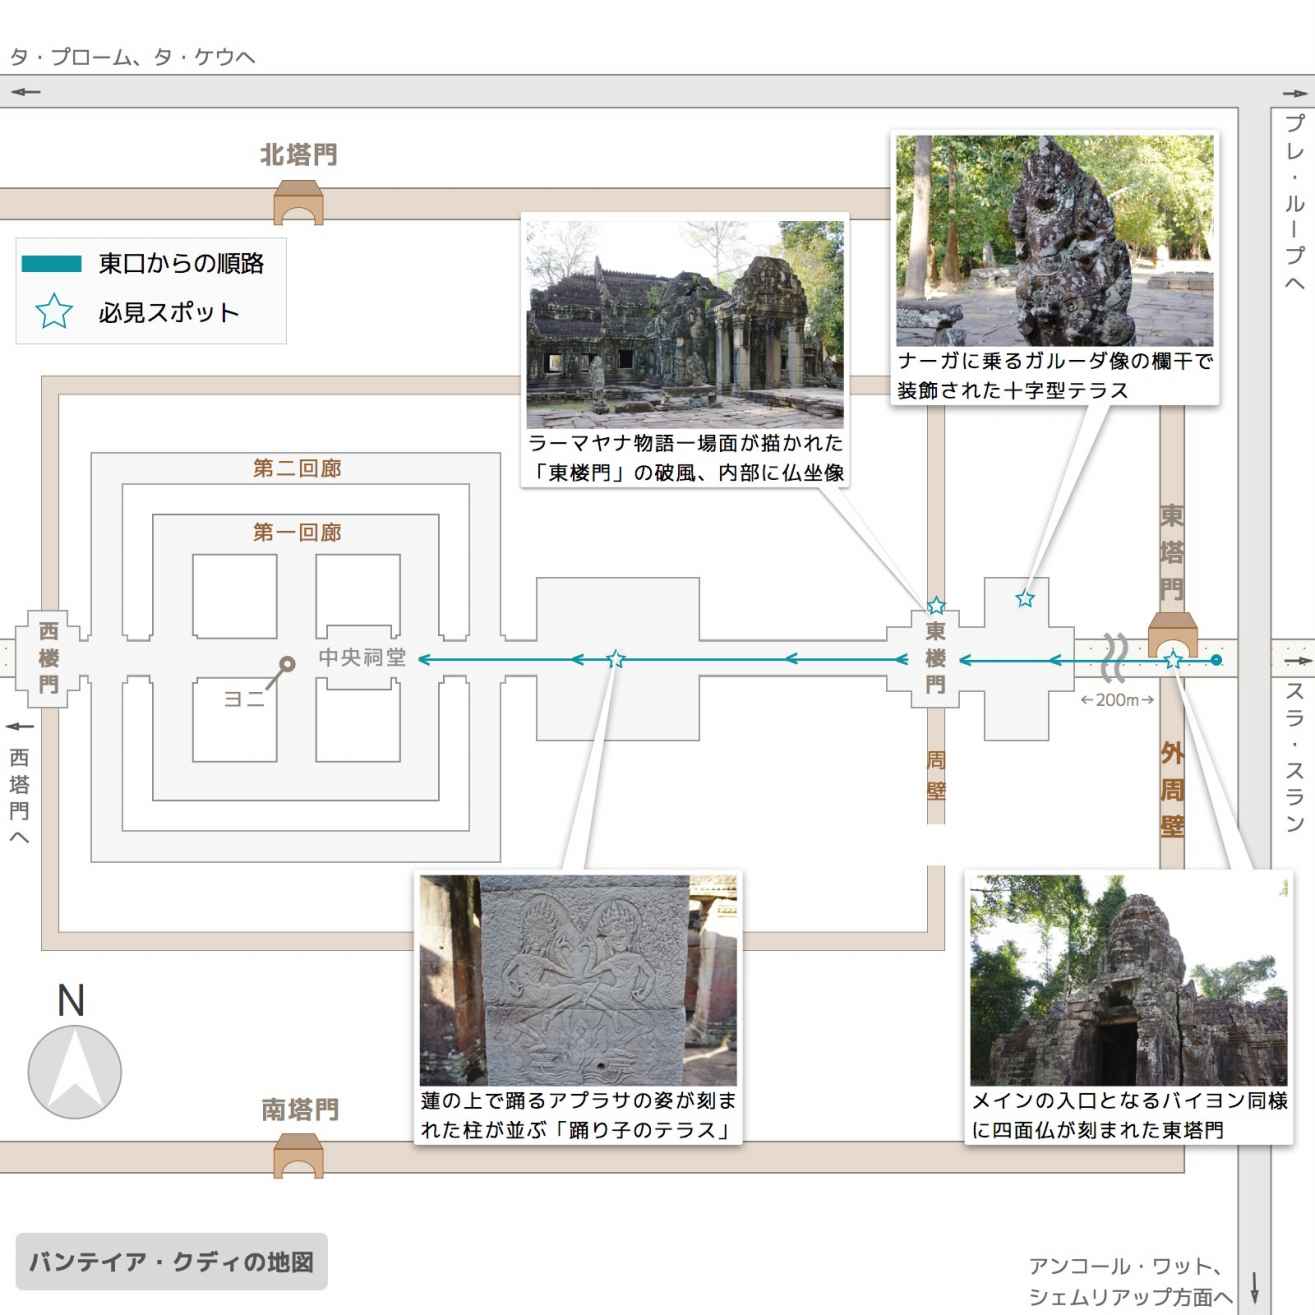 タ・プローム、タ・ケウへ
プレ・ループへ
北塔門
東口からの順路
必見スポット
ナーガに乗るガルーダ像の欄干で
装飾された十字型テラス
ラーマヤナ物語一場面が描かれた
「東楼門」の破風、内部に仏坐像
第二回廊
第一回廊
東塔門
西楼門
中央祠堂
ヨニ
東楼門
←200m→
西塔門へ
周壁
外周壁
スラ・スラン
蓮の上で踊るアプラサの姿が刻ま
れた柱が並ぶ「踊り子のテラス」
メインの入口となるバイヨン同様
に四面仏が刻まれた東塔門
N
南塔門
バンテイア・クディの地図
アンコール・ワット、
シェムリアップ方面へ